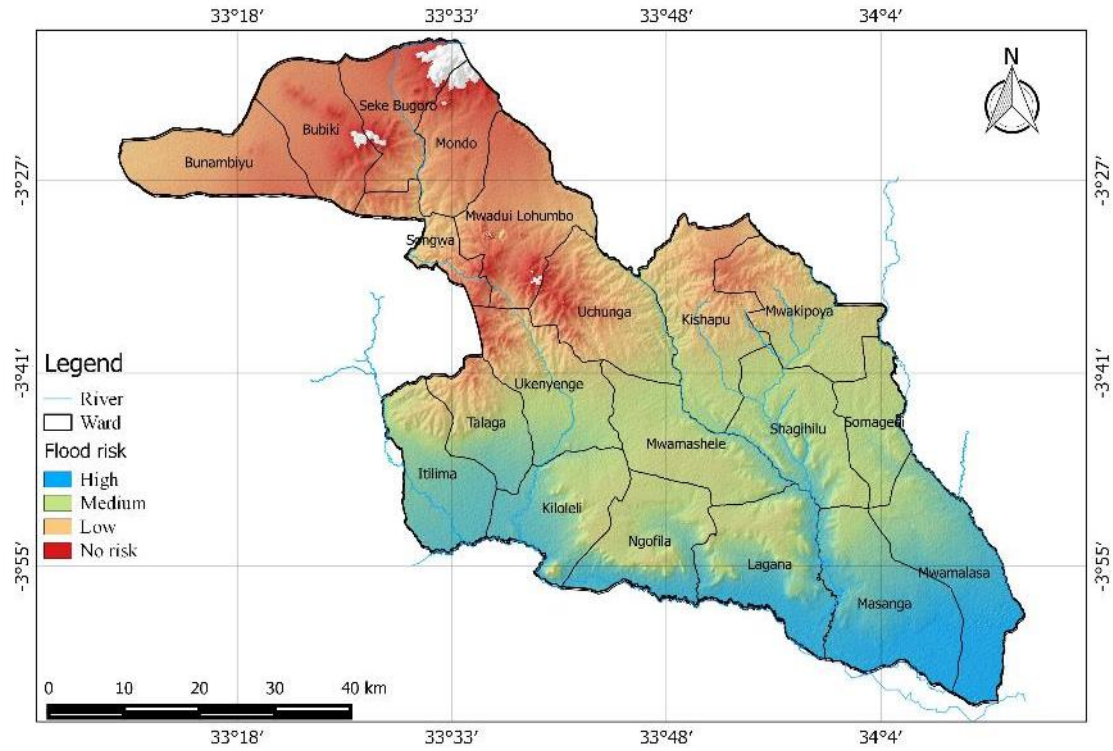 33°18' 33°33' 33°48' 34°4'
N
Seke Bugoro
Bubiki
Mondo
Bunambiyu
-3°27' -3°27'
Mwadui Lohumbo
Songwa
Uchunga
Kishapu
Mwakipoya
-3°41' -3°41'
Ukenyenge
Talaga
Mwamashele
Shagihilu
Somagedi
Itilima
Kiloleli
Ngofila
Lagana
-3°55' -3°55'
Mwamalasa
Masanga
Legend
River
Ward
Flood risk
High
Medium
Low
No risk
0 10 20 30 40 km
33°18' 33°33' 33°48' 34°4'